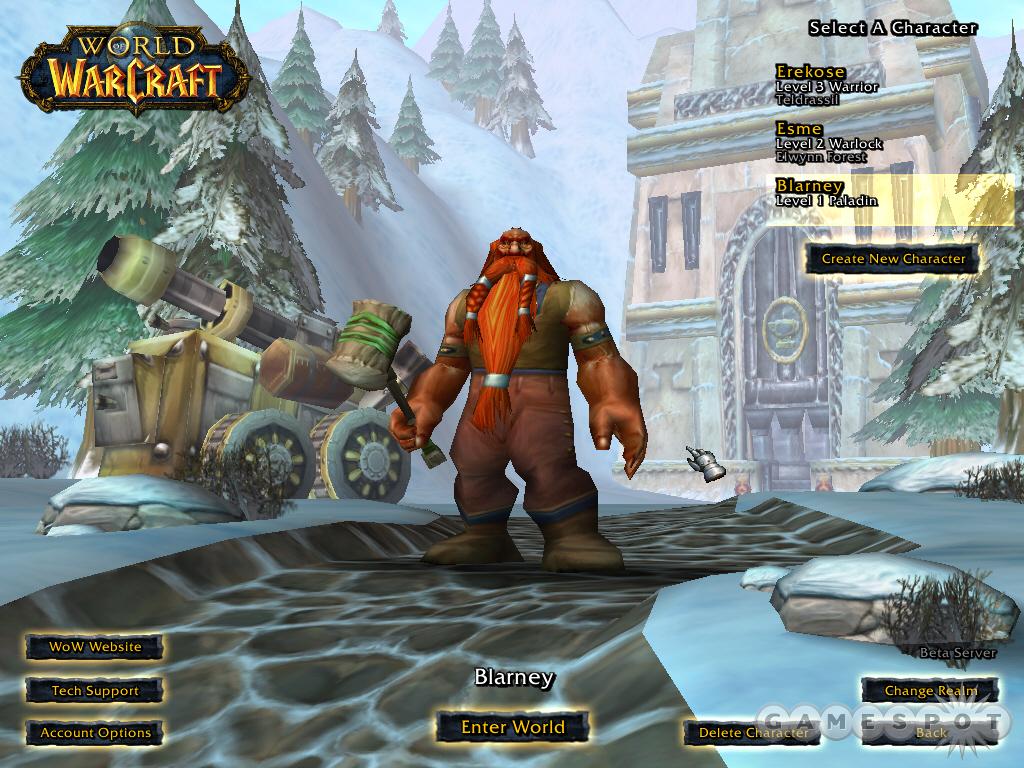 WORLD
OF
WARCRAFT
Select A Character
Erekose
Level 3 Warrior
Teldrassil
Esme
Level 2 Warlock
Elwynn Forest
Blarney
Level 1 Paladin
Create New Character
WoW Website
Tech Support
Account Options
Blarney
Enter World
Beta Server
Change Realm
Delete Character
Back
GAMESPOT